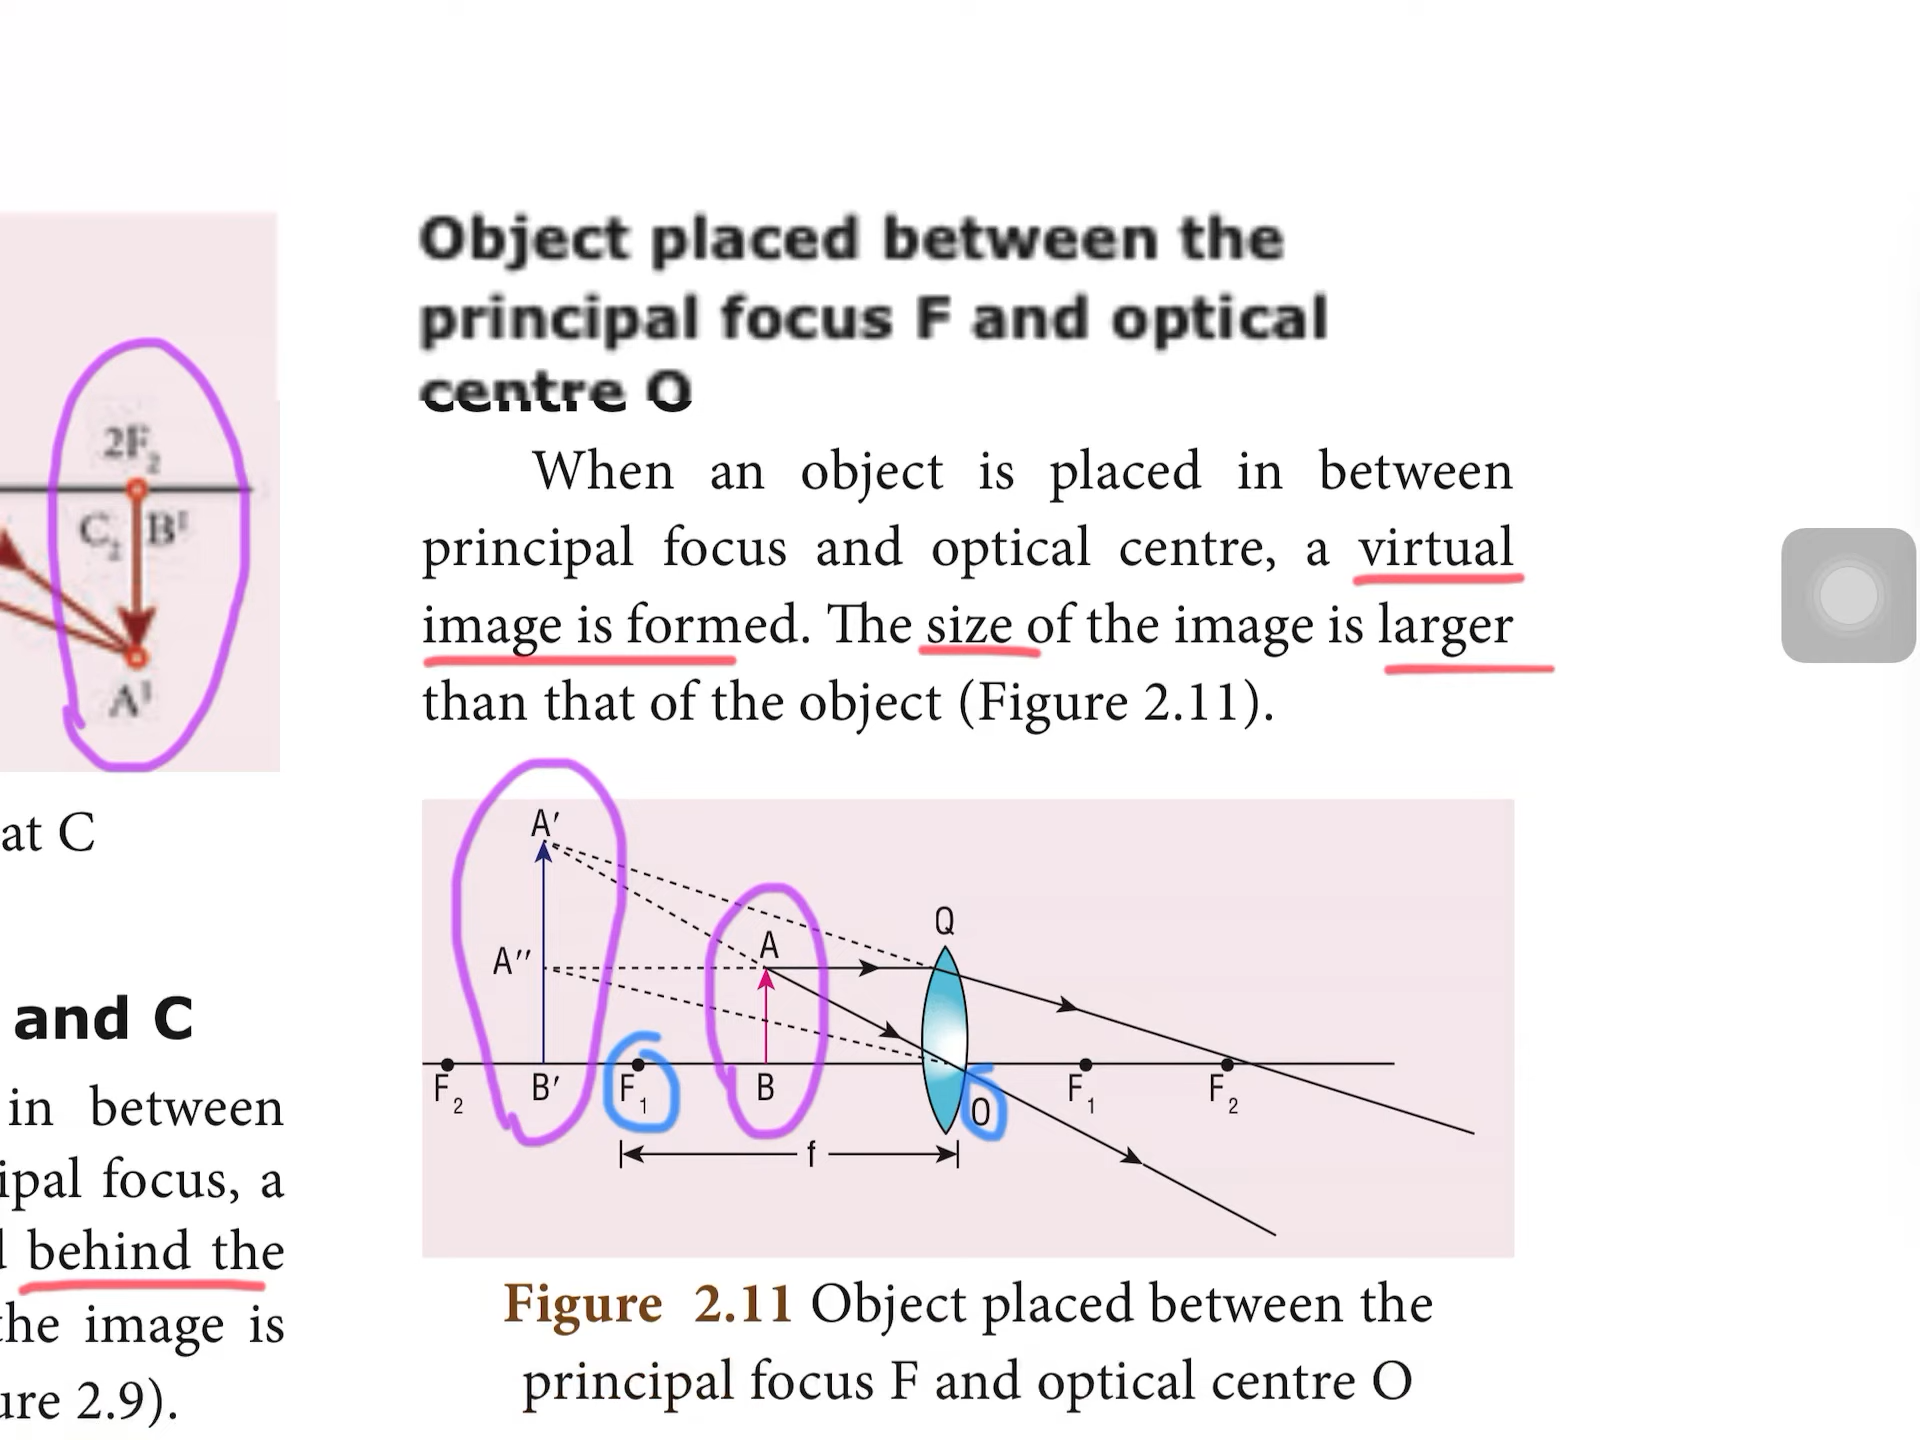 2F₂
C₂ B¹
A¹
at C
and C
in between
ipal focus, a
behind the
the image is
ure 2.9).
Object placed between the
principal focus F and optical
centre O
When an object is placed in between
principal focus and optical centre, a virtual
image is formed. The size of the image is larger
than that of the object (Figure 2.11).
A′
Q
A
A″
F₂ B′ F₁ B O F₁ F₂
f
Figure 2.11 Object placed between the
principal focus F and optical centre O